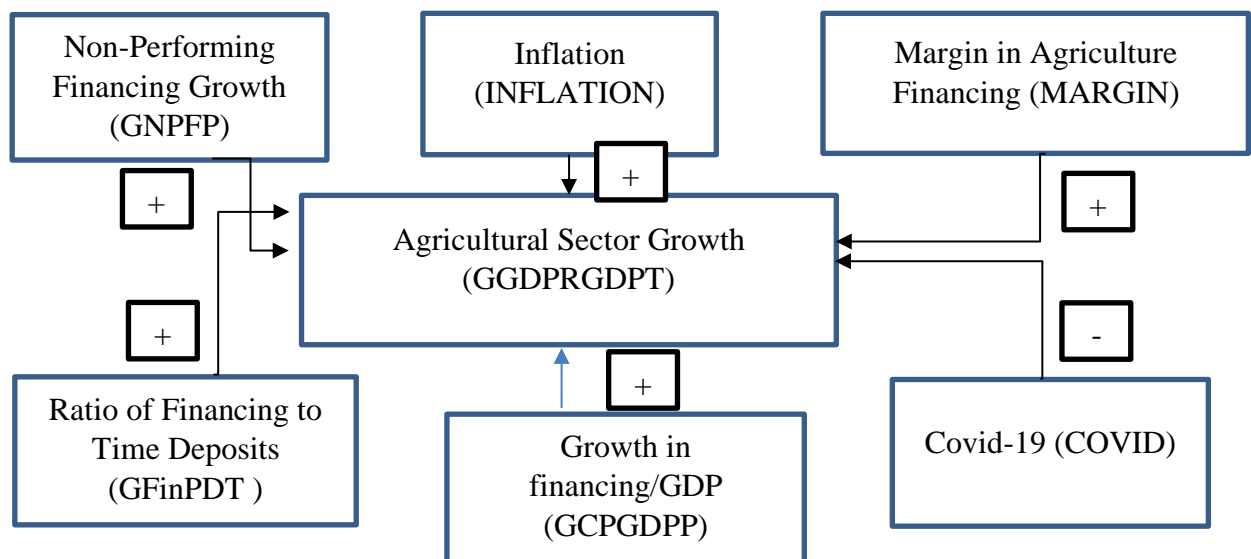 Non-Performing
Financing Growth
(GNPFP)
+
Inflation
(INFLATION)
+
Margin in Agriculture
Financing (MARGIN)
+
Agricultural Sector Growth
(GGDPRGDPT)
+
Ratio of Financing to
Time Deposits
(GFinPDT )
+
Growth in
financing/GDP
(GCPGDPP)
-
Covid-19 (COVID)